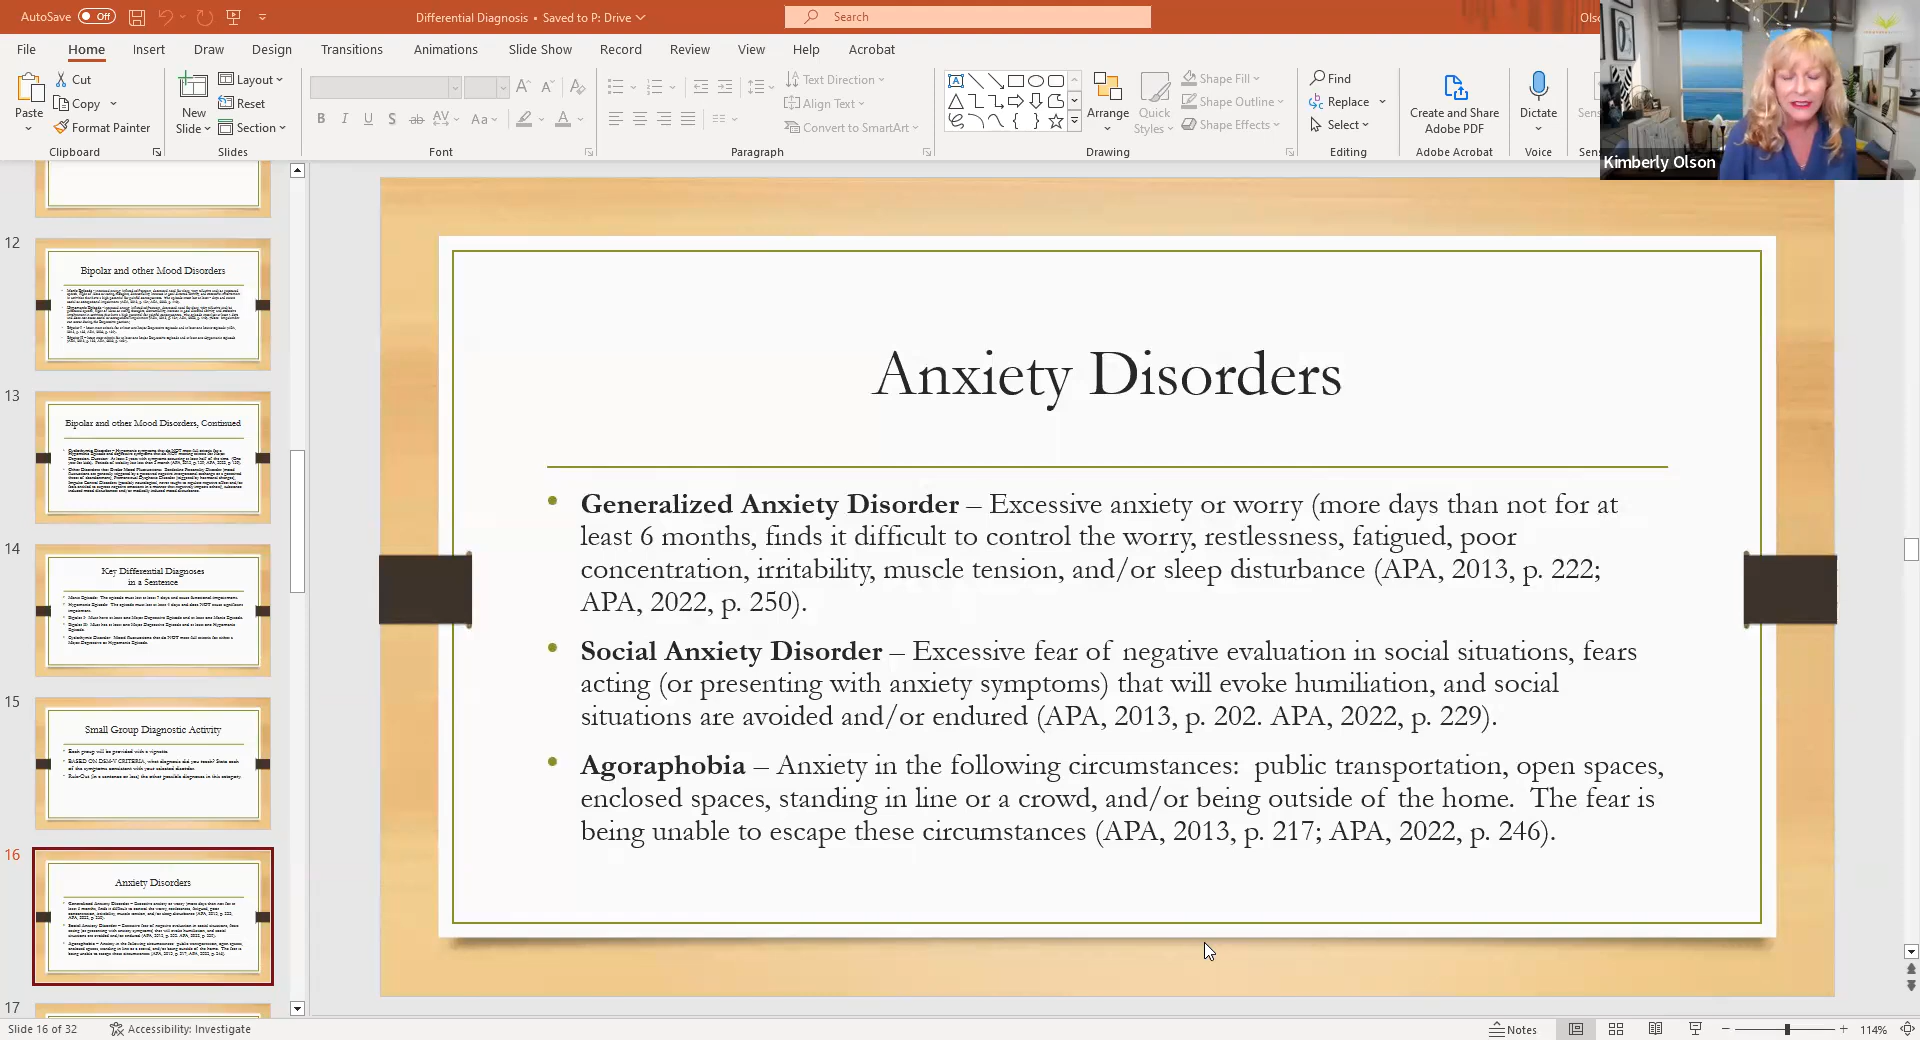 AutoSave Off
Differential Diagnosis • Saved to P: Drive
Search
File Home Insert Draw Design Transitions Animations Slide Show Record Review View Help Acrobat
Paste
Cut
Copy
Format Painter
Clipboard
New
Slide
Layout
Reset
Section
Slides
Font
Text Direction
Align Text
Convert to SmartArt
Paragraph
Arrange
Quick
Styles
Shape Fill
Shape Outline
Shape Effects
Drawing
Find
Replace
Select
Editing
Create and Share
Adobe PDF
Adobe Acrobat
Dictate
Voice
Kimberly Olson
12
Bipolar and other Mood Disorders
13
Bipolar and other Mood Disorders, Continued
14
Key Differential Diagnoses
in a Sentence
15
Small Group Diagnostic Activity
16
Anxiety Disorders
17
Anxiety Disorders
• Generalized Anxiety Disorder – Excessive anxiety or worry (more days than not for at
least 6 months, finds it difficult to control the worry, restlessness, fatigued, poor
concentration, irritability, muscle tension, and/or sleep disturbance (APA, 2013, p. 222;
APA, 2022, p. 250).
• Social Anxiety Disorder – Excessive fear of negative evaluation in social situations, fears
acting (or presenting with anxiety symptoms) that will evoke humiliation, and social
situations are avoided and/or endured (APA, 2013, p. 202. APA, 2022, p. 229).
• Agoraphobia – Anxiety in the following circumstances: public transportation, open spaces,
enclosed spaces, standing in line or a crowd, and/or being outside of the home. The fear is
being unable to escape these circumstances (APA, 2013, p. 217; APA, 2022, p. 246).
Slide 16 of 32
Accessibility: Investigate
Notes
114%